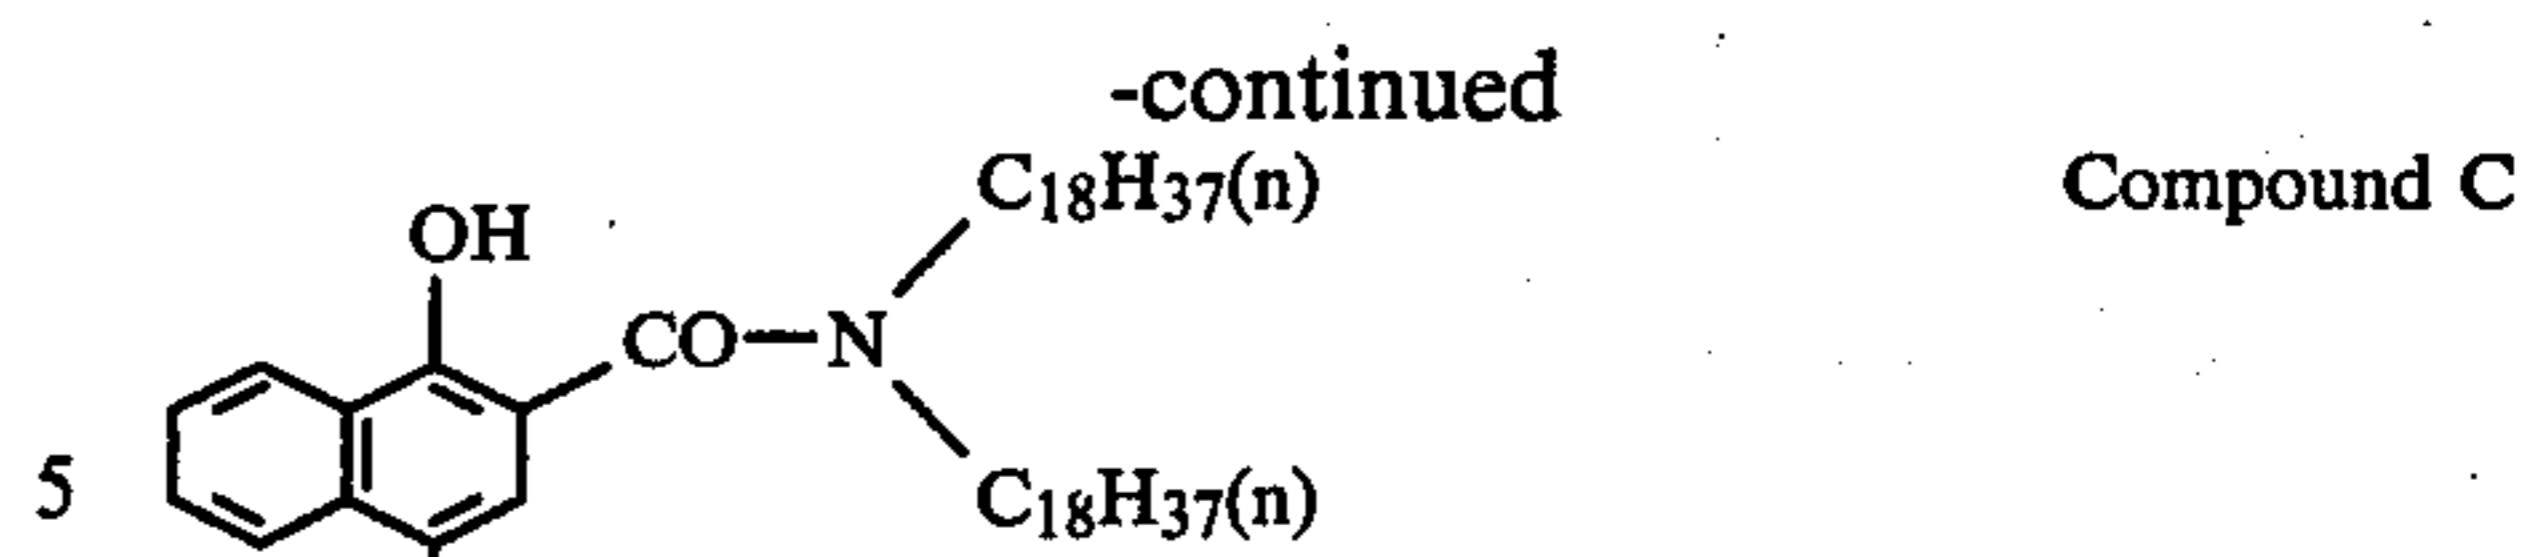 -continued
C18H37(n)
Compound C
OH
CO—N
5
C18H37(n)